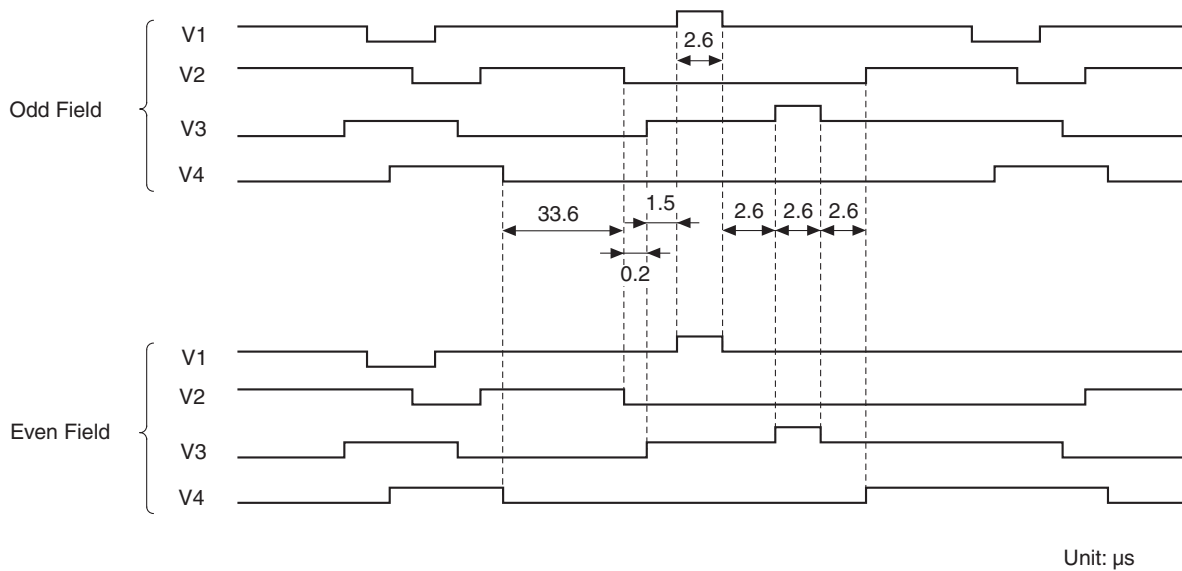 V1
2.6
V2
Odd Field
V3
V4
1.5
33.6
2.6
2.6
2.6
0.2
V1
V2
Even Field
V3
V4
Unit: μs